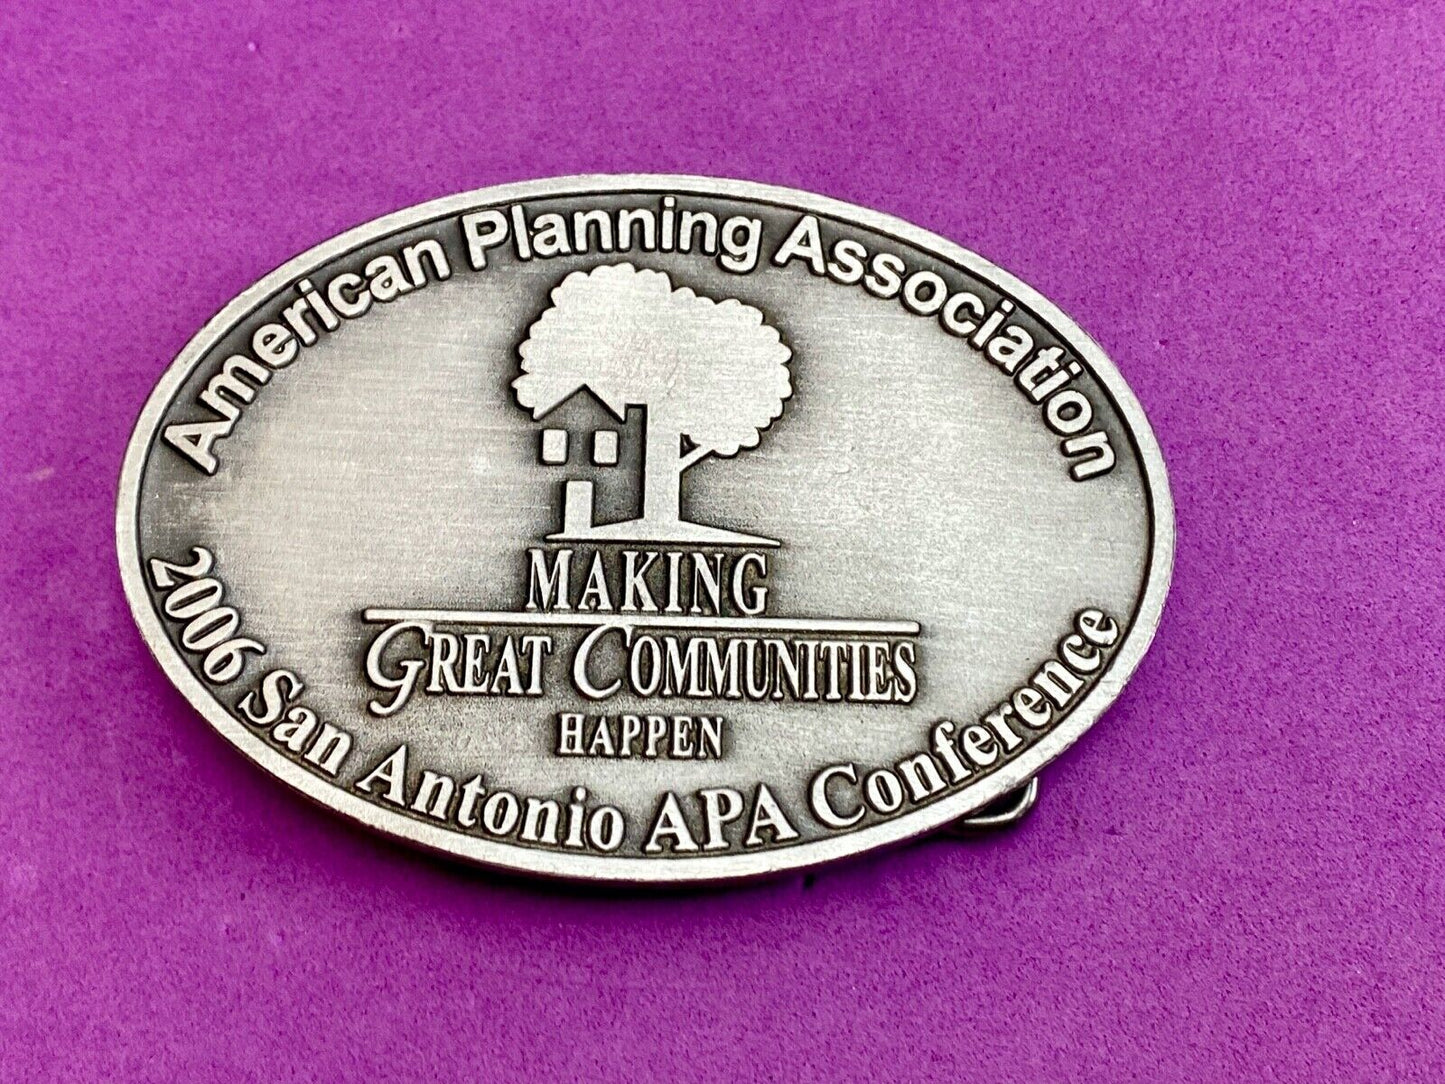 American Planning Association
MAKING
GREAT COMMUNITIES
HAPPEN
2006 San Antonio APA Conference